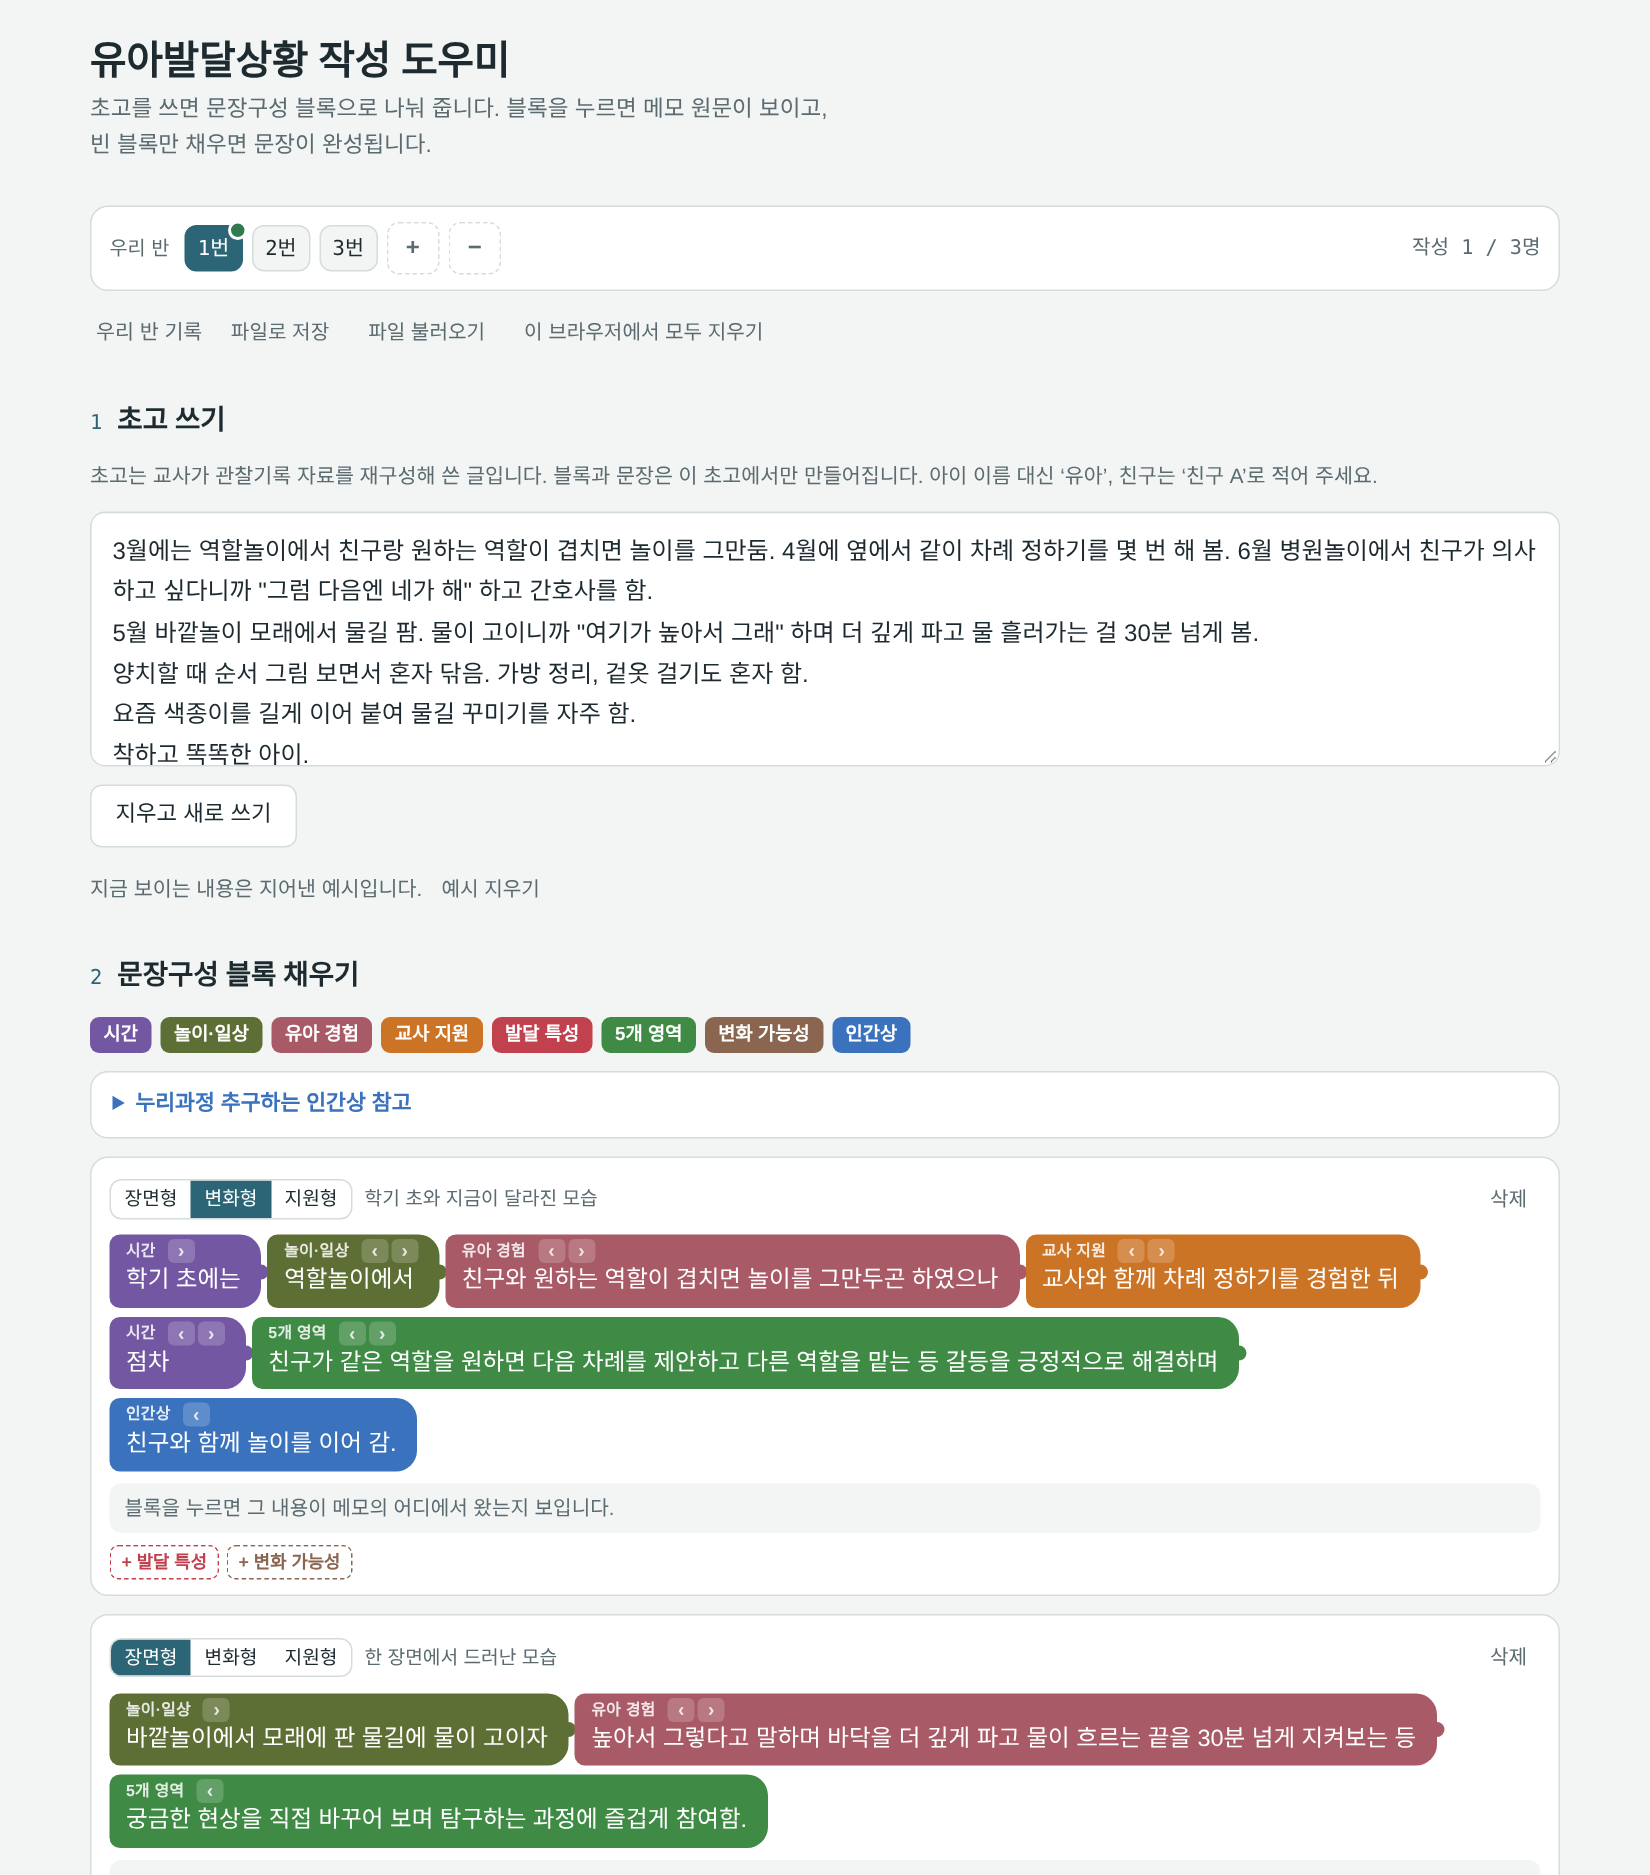 유아발달상황 작성 도우미
초고를 쓰면 문장구성 블록으로 나눠 줍니다. 블록을 누르면 메모 원문이 보이고,
빈 블록만 채우면 문장이 완성됩니다.
우리 반 1번 2번 3번 + − 작성 1 / 3명
우리 반 기록 파일로 저장 파일 불러오기 이 브라우저에서 모두 지우기
1 초고 쓰기
초고는 교사가 관찰기록 자료를 재구성해 쓴 글입니다. 블록과 문장은 이 초고에서만 만들어집니다. 아이 이름 대신 ‘유아’, 친구는 ‘친구 A’로 적어 주세요.
3월에는 역할놀이에서 친구랑 원하는 역할이 겹치면 놀이를 그만둠. 4월에 옆에서 같이 차례 정하기를 몇 번 해 봄. 6월 병원놀이에서 친구가 의사
하고 싶다니까 "그럼 다음엔 네가 해" 하고 간호사를 함.
5월 바깥놀이 모래에서 물길 팜. 물이 고이니까 "여기가 높아서 그래" 하며 더 깊게 파고 물 흘러가는 걸 30분 넘게 봄.
양치할 때 순서 그림 보면서 혼자 닦음. 가방 정리, 겉옷 걸기도 혼자 함.
요즘 색종이를 길게 이어 붙여 물길 꾸미기를 자주 함.
착하고 똑똑한 아이.
지우고 새로 쓰기
지금 보이는 내용은 지어낸 예시입니다. 예시 지우기
2 문장구성 블록 채우기
시간 놀이·일상 유아 경험 교사 지원 발달 특성 5개 영역 변화 가능성 인간상
▶ 누리과정 추구하는 인간상 참고
장면형 변화형 지원형 학기 초와 지금이 달라진 모습 삭제
시간 › 놀이·일상 ‹ › 유아 경험 ‹ › 교사 지원 ‹ ›
학기 초에는 역할놀이에서 친구와 원하는 역할이 겹치면 놀이를 그만두곤 하였으나 교사와 함께 차례 정하기를 경험한 뒤
시간 ‹ › 5개 영역 ‹ ›
점차 친구가 같은 역할을 원하면 다음 차례를 제안하고 다른 역할을 맡는 등 갈등을 긍정적으로 해결하며
인간상 ‹
친구와 함께 놀이를 이어 감.
블록을 누르면 그 내용이 메모의 어디에서 왔는지 보입니다.
+ 발달 특성 + 변화 가능성
장면형 변화형 지원형 한 장면에서 드러난 모습 삭제
놀이·일상 › 유아 경험 ‹ ›
바깥놀이에서 모래에 판 물길에 물이 고이자 높아서 그렇다고 말하며 바닥을 더 깊게 파고 물이 흐르는 끝을 30분 넘게 지켜보는 등
5개 영역 ‹
궁금한 현상을 직접 바꾸어 보며 탐구하는 과정에 즐겁게 참여함.